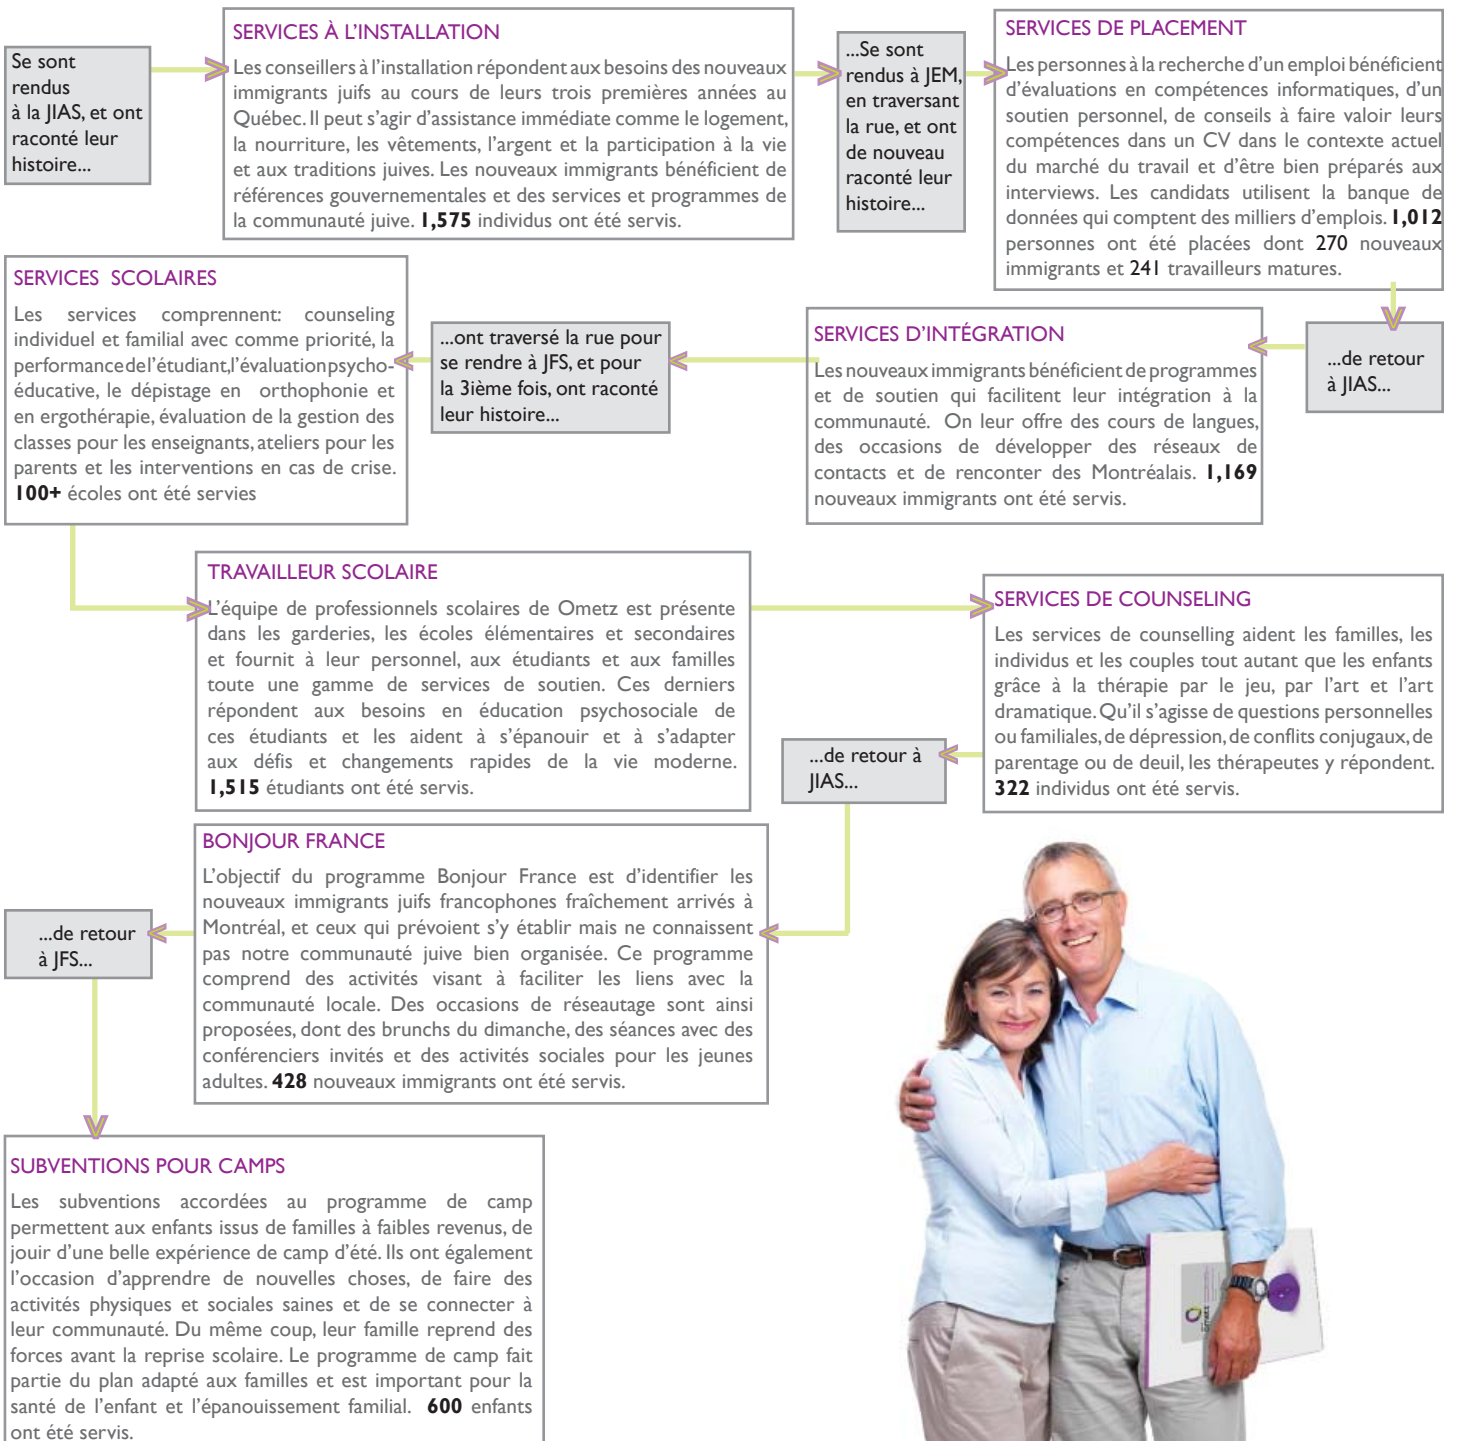 Se sont
rendus
à la JIAS, et ont
raconté leur
histoire...
SERVICES À L'INSTALLATION
Les conseillers à l'installation répondent aux besoins des nouveaux
immigrants juifs au cours de leurs trois premières années au
Québec. Il peut s'agir d'assistance immédiate comme le logement,
la nourriture, les vêtements, l'argent et la participation à la vie
et aux traditions juives. Les nouveaux immigrants bénéficient de
références gouvernementales et des services et programmes de
la communauté juive. 1,575 individus ont été servis.
...Se sont
rendus à JEM,
en traversant
la rue, et ont
de nouveau
raconté leur
histoire...
SERVICES DE PLACEMENT
Les personnes à la recherche d'un emploi bénéficient
d'évaluations en compétences informatiques, d'un
soutien personnel, de conseils à faire valoir leurs
compétences dans un CV dans le contexte actuel
du marché du travail et d'être bien préparés aux
interviews. Les candidats utilisent la banque de
données qui comptent des milliers d'emplois. 1,012
personnes ont été placées dont 270 nouveaux
immigrants et 241 travailleurs matures.
...de retour
à JIAS...
SERVICES D'INTÉGRATION
Les nouveaux immigrants bénéficient de programmes
et de soutien qui facilitent leur intégration à la
communauté. On leur offre des cours de langues,
des occasions de développer des réseaux de
contacts et de renconter des Montréalais. 1,169
nouveaux immigrants ont été servis.
...ont traversé la rue pour
se rendre à JFS, et pour
la 3ième fois, ont raconté
leur histoire...
SERVICES SCOLAIRES
Les services comprennent: counseling
individuel et familial avec comme priorité, la
performance de l'étudiant, l'évaluation psycho-
éducative, le dépistage en orthophonie et
en ergothérapie, évaluation de la gestion des
classes pour les enseignants, ateliers pour les
parents et les interventions en cas de crise.
100+ écoles ont été servies
TRAVAILLEUR SCOLAIRE
L'équipe de professionnels scolaires de Ometz est présente
dans les garderies, les écoles élémentaires et secondaires
et fournit à leur personnel, aux étudiants et aux familles
toute une gamme de services de soutien. Ces derniers
répondent aux besoins en éducation psychosociale de
ces étudiants et les aident à s'épanouir et à s'adapter
aux défis et changements rapides de la vie moderne.
1,515 étudiants ont été servis.
SERVICES DE COUNSELING
Les services de counselling aident les familles, les
individus et les couples tout autant que les enfants
grâce à la thérapie par le jeu, par l'art et l'art
dramatique. Qu'il s'agisse de questions personnelles
ou familiales, de dépression, de conflits conjugaux, de
parentage ou de deuil, les thérapeutes y répondent.
322 individus ont été servis.
...de retour à
JIAS...
BONJOUR FRANCE
L'objectif du programme Bonjour France est d'identifier les
nouveaux immigrants juifs francophones fraîchement arrivés à
Montréal, et ceux qui prévoient s'y établir mais ne connaissent
pas notre communauté juive bien organisée. Ce programme
comprend des activités visant à faciliter les liens avec la
communauté locale. Des occasions de réseautage sont ainsi
proposées, dont des brunchs du dimanche, des séances avec des
conférenciers invités et des activités sociales pour les jeunes
adultes. 428 nouveaux immigrants ont été servis.
...de retour
à JFS...
SUBVENTIONS POUR CAMPS
Les subventions accordées au programme de camp
permettent aux enfants issus de familles à faibles revenus, de
jouir d'une belle expérience de camp d'été. Ils ont également
l'occasion d'apprendre de nouvelles choses, de faire des
activités physiques et sociales saines et de se connecter à
leur communauté. Du même coup, leur famille reprend des
forces avant la reprise scolaire. Le programme de camp fait
partie du plan adapté aux familles et est important pour la
santé de l'enfant et l'épanouissement familial. 600 enfants
ont été servis.
Ometz